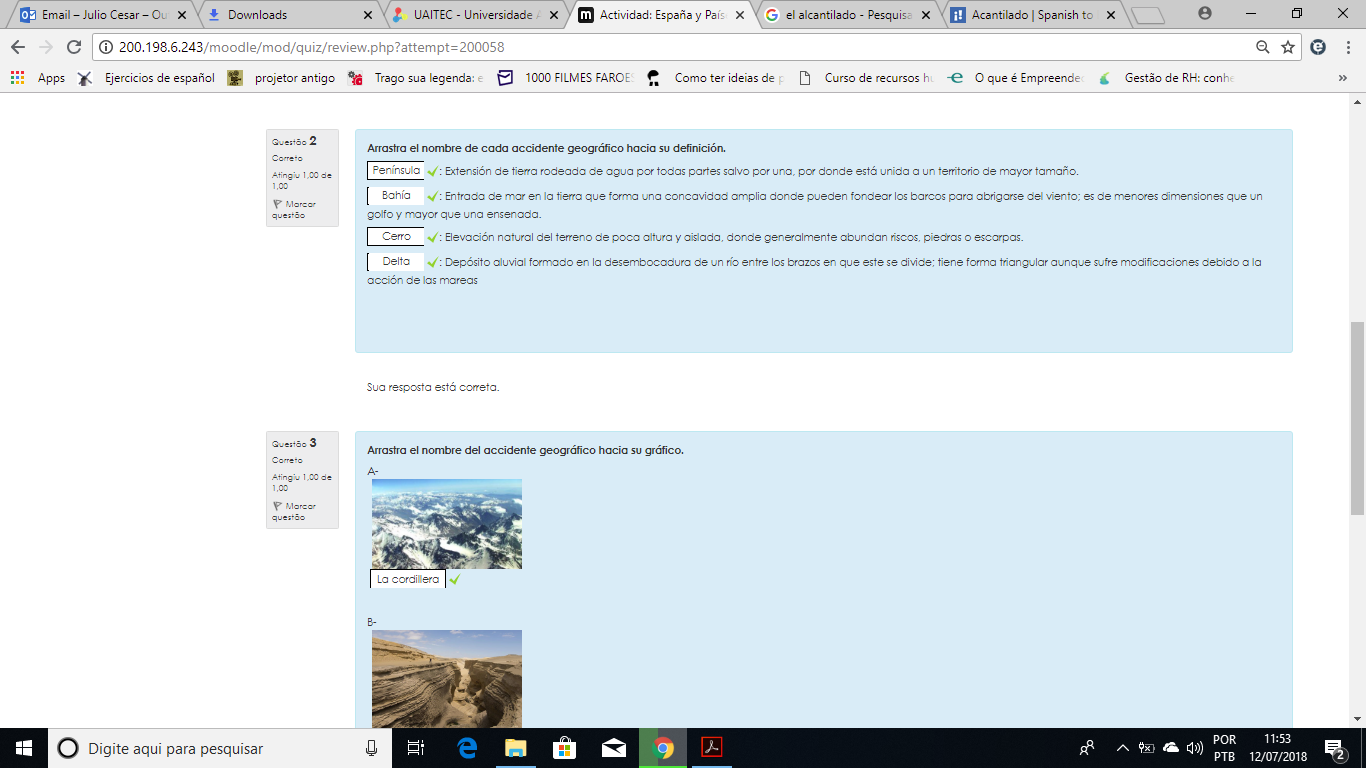 Email – Julio Cesar – Ou
Downloads
UAITEC - Universidade A
Actividad: España y País
el alcantilado - Pesquisa
Acantilado | Spanish to
200.198.6.243/moodle/mod/quiz/review.php?attempt=200058
Apps
Ejercicios de español
projetor antigo
Trago sua legenda: e
1000 FILMES FAROES
Como ter ideias de p
Curso de recursos hu
O que é Empreende
Gestão de RH: conhe
Questão 2
Correto
Atingiu 1,00 de
1,00
Marcar
questão
Arrastra el nombre de cada accidente geográfico hacia su definición.
Península : Extensión de tierra rodeada de agua por todas partes salvo por una, por donde está unida a un territorio de mayor tamaño.
Bahía : Entrada de mar en la tierra que forma una concavidad amplia donde pueden fondear los barcos para abrigarse del viento; es de menores dimensiones que un
golfo y mayor que una ensenada.
Cerro : Elevación natural del terreno de poca altura y aislada, donde generalmente abundan riscos, piedras o escarpas.
Delta : Depósito aluvial formado en la desembocadura de un río entre los brazos en que este se divide; tiene forma triangular aunque sufre modificaciones debido a la
acción de las mareas
Sua resposta está correta.
Questão 3
Correto
Atingiu 1,00 de
1,00
Marcar
questão
Arrastra el nombre del accidente geográfico hacia su gráfico.
A-
La cordillera
B-
Digite aqui para pesquisar
POR
PTB
11:53
12/07/2018
2